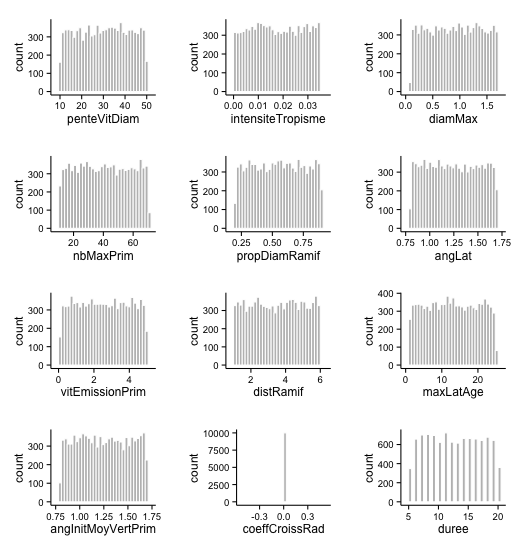 count
300
200
100
0
10 20 30 40 50
penteVitDiam
count
300
200
100
0
0.00 0.01 0.02 0.03
intensiteTropisme
count
300
200
100
0
0.0 0.5 1.0 1.5
diamMax
count
300
200
100
0
20 40 60
nbMaxPrim
count
300
200
100
0
0.25 0.50 0.75
propDiamRamif
count
300
200
100
0
0.75 1.00 1.25 1.50 1.75
angLat
count
300
200
100
0
0 2 4
vitEmissionPrim
count
300
200
100
0
2 4 6
distRamif
count
400
300
200
100
0
0 10 20
maxLatAge
count
300
200
100
0
0.75 1.00 1.25 1.50 1.75
angInitMoyVertPrim
count
10000
7500
5000
2500
0
-0.3 0.0 0.3
coeffCroissRad
count
600
400
200
0
5 10 15 20
duree